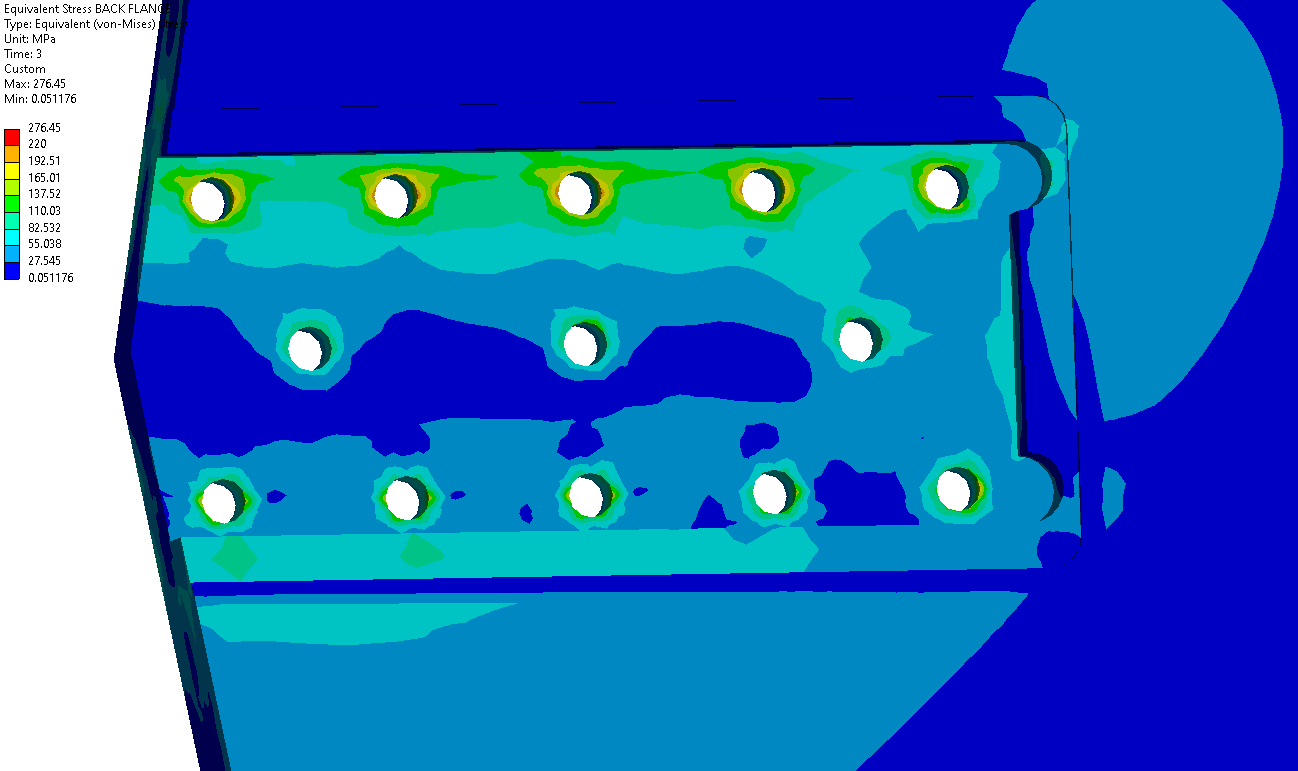 Equivalent Stress BACK FLANGE
Type: Equivalent (von-Mises)
Unit: MPa
Time: 3
Custom
Max: 276.45
Min: 0.051176
276.45
220
192.51
165.01
137.52
110.03
82.532
55.038
27.545
0.051176